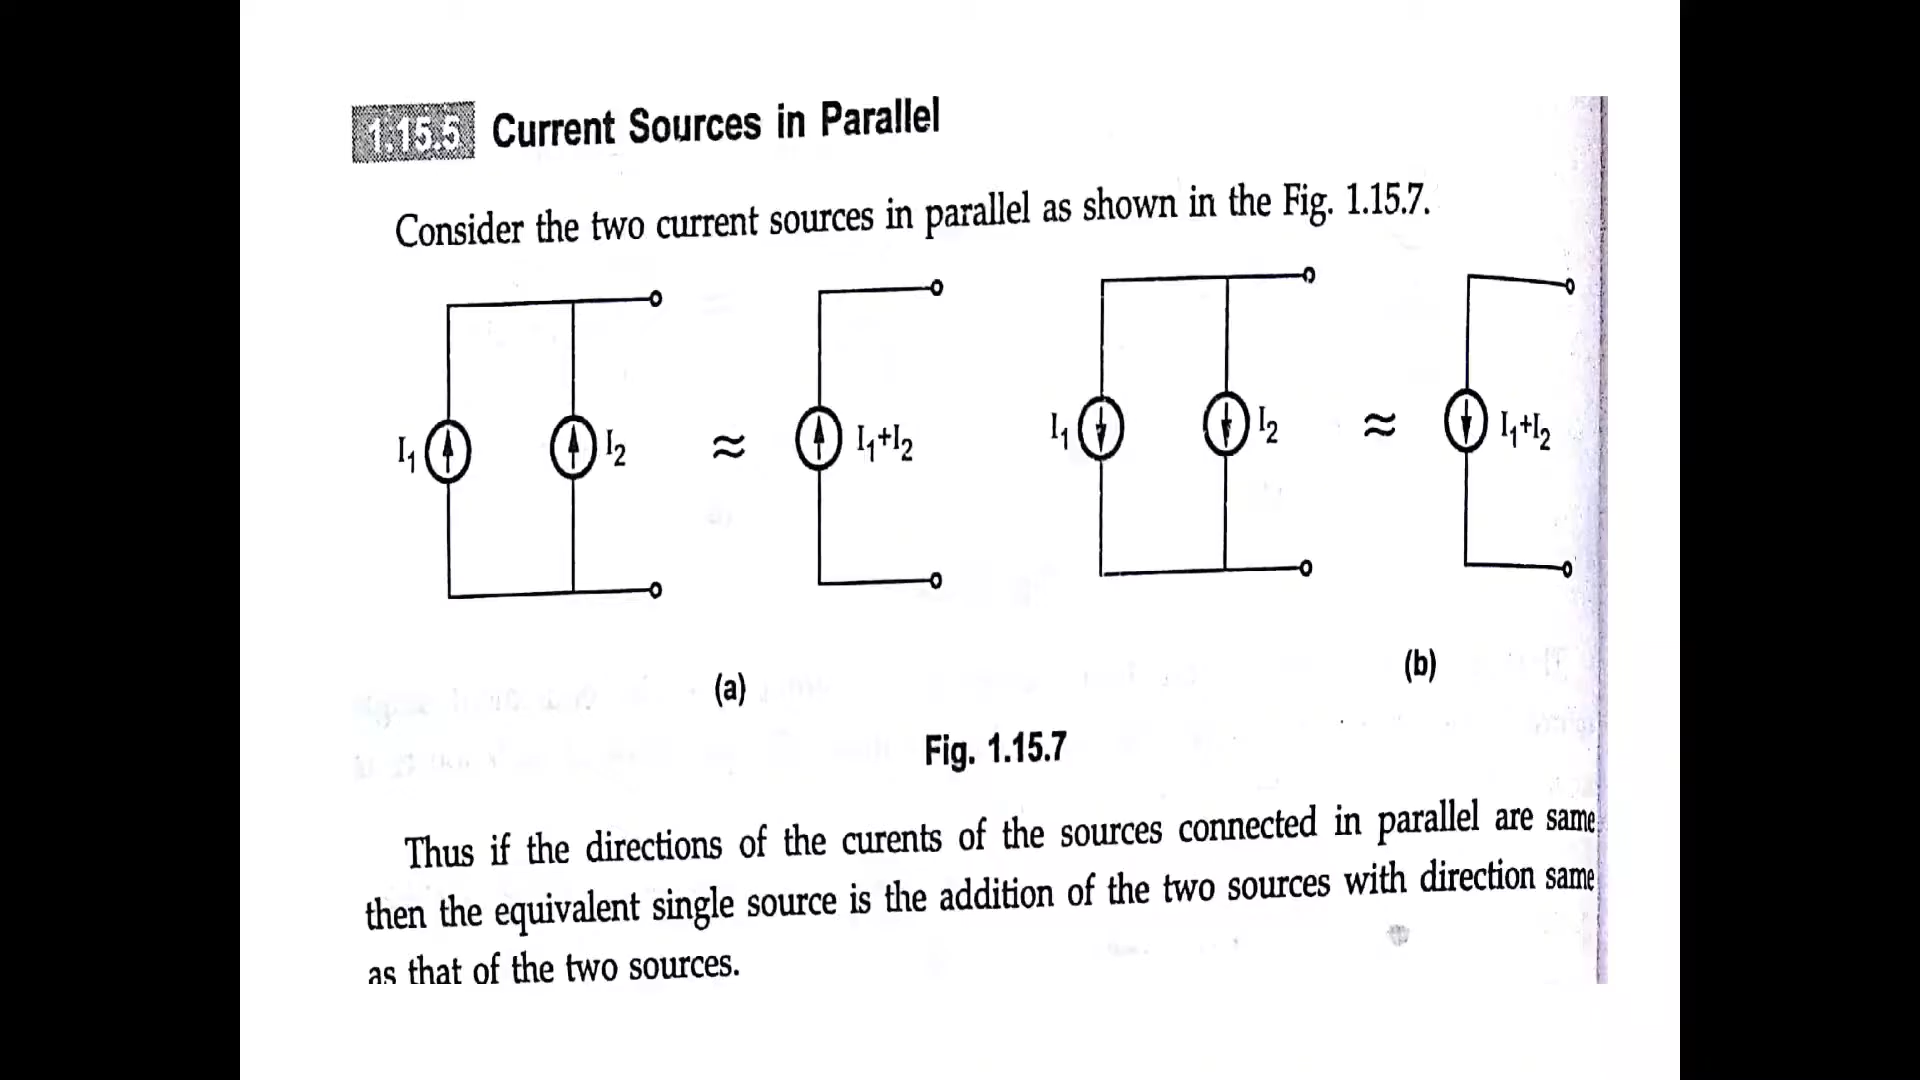 1.15.5 Current Sources in Parallel
Consider the two current sources in parallel as shown in the Fig. 1.15.7.
I₁ I₂ ≈ I₁+I₂ I₁ I₂ ≈ I₁+I₂
(a) (b)
Fig. 1.15.7
Thus if the directions of the curents of the sources connected in parallel are same
then the equivalent single source is the addition of the two sources with direction same
as that of the two sources.